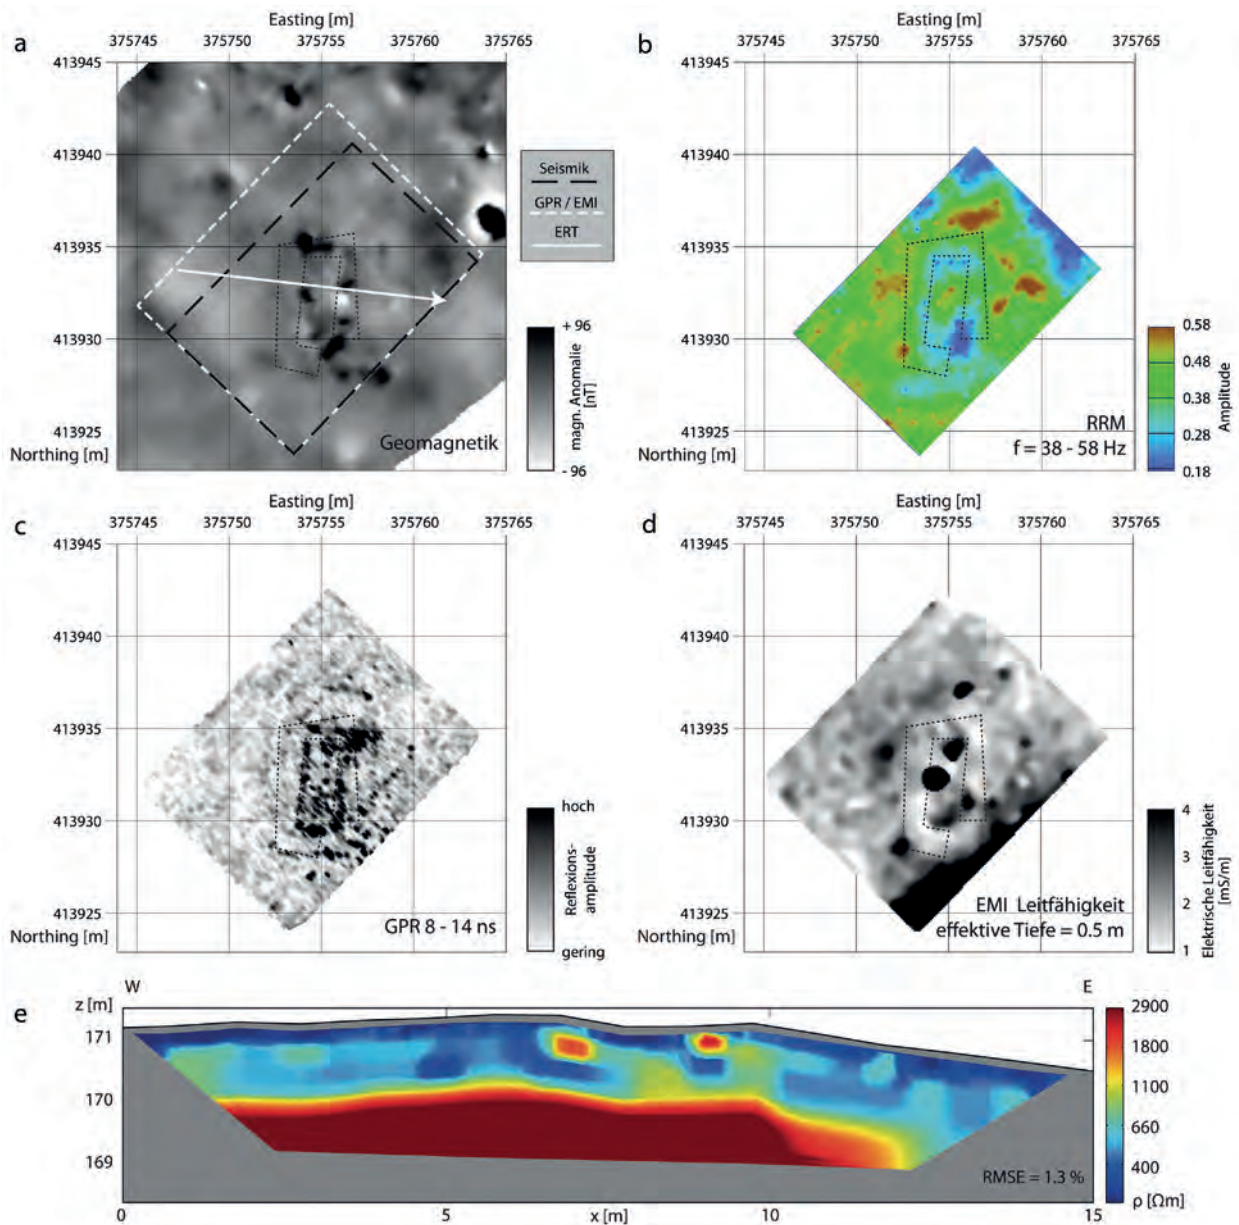 a
Easting [m]
375745 375750 375755 375760 375765
413945
413940
413935
413930
413925
Northing [m]
Geomagnetik
Seismik
GPR / EMI
ERT
+ 96
magn. Anomalie
[nT]
- 96
b
Easting [m]
375745 375750 375755 375760 375765
413945
413940
413935
413930
413925
Northing [m]
RRM
f = 38 - 58 Hz
0.58
0.48
0.38
0.28
0.18
Amplitude
c
Easting [m]
375745 375750 375755 375760 375765
413945
413940
413935
413930
413925
Northing [m]
GPR 8 - 14 ns
hoch
Reflexions-
amplitude
gering
d
Easting [m]
375745 375750 375755 375760 375765
413945
413940
413935
413930
413925
Northing [m]
EMI Leitfähigkeit
effektive Tiefe = 0.5 m
4
3
2
1
Elektrische Leitfähigkeit
[mS/m]
e
W
E
z [m]
171
170
169
0 5 x [m] 10 15
RMSE = 1.3 %
2900
1800
1100
660
400
ρ [Ωm]